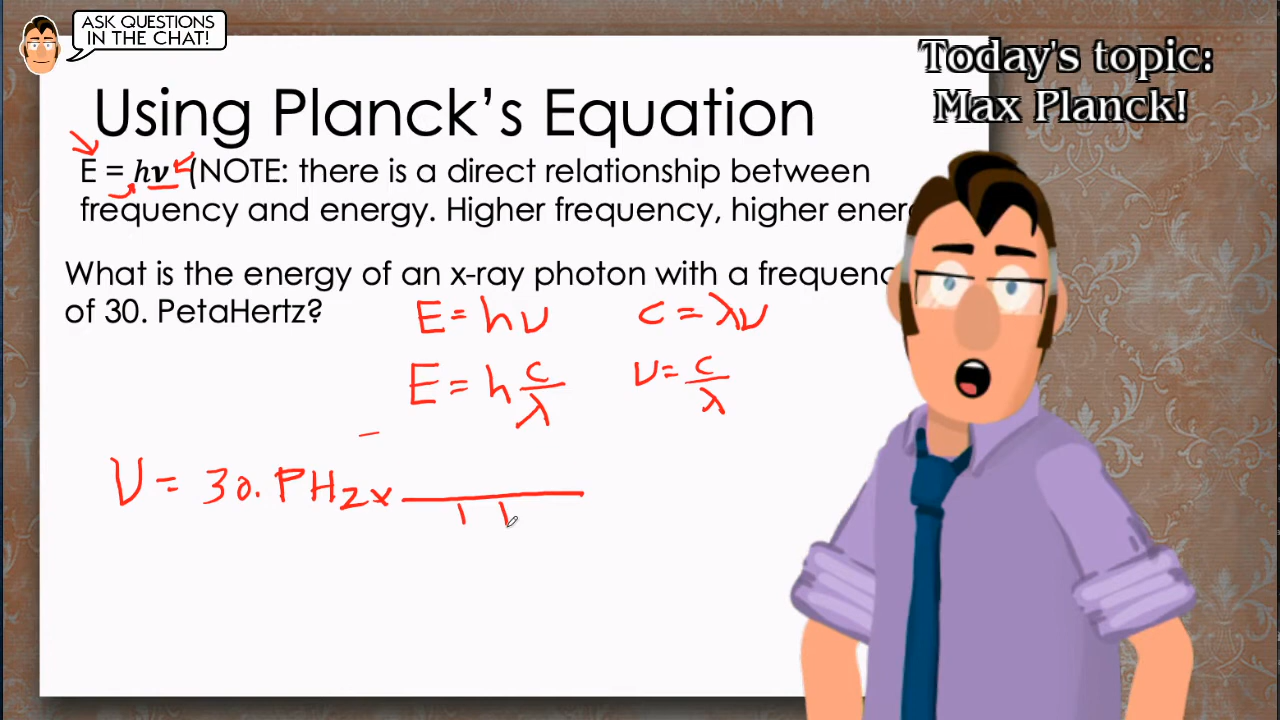 ASK QUESTIONS
IN THE CHAT!
Today's topic:
Max Planck!
Using Planck's Equation
E = hν (NOTE: there is a direct relationship between
frequency and energy. Higher frequency, higher ener
What is the energy of an x-ray photon with a frequenc
of 30. PetaHertz?
E = hν c = λν
E = h c/λ ν = c/λ
ν = 30. PHz x